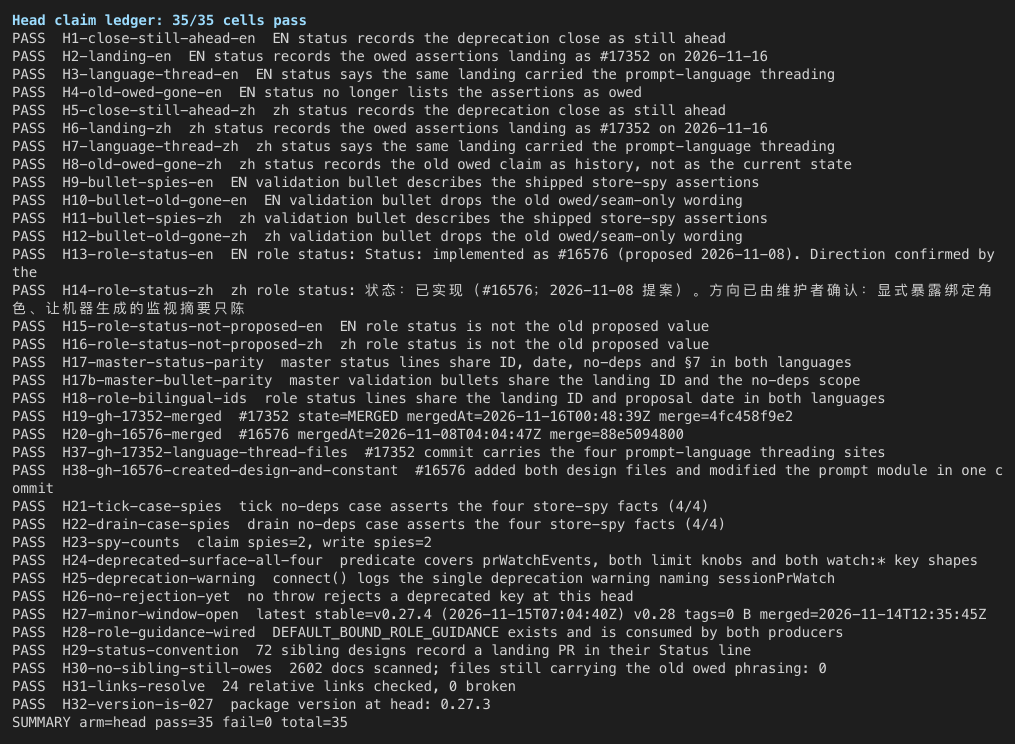 Head claim ledger: 35/35 cells pass
PASS  H1-close-still-ahead-en  EN status records the deprecation close as still ahead
PASS  H2-landing-en  EN status records the owed assertions landing as #17352 on 2026-11-16
PASS  H3-language-thread-en  EN status says the same landing carried the prompt-language threading
PASS  H4-old-owed-gone-en  EN status no longer lists the assertions as owed
PASS  H5-close-still-ahead-zh  zh status records the deprecation close as still ahead
PASS  H6-landing-zh  zh status records the owed assertions landing as #17352 on 2026-11-16
PASS  H7-language-thread-zh  zh status says the same landing carried the prompt-language threading
PASS  H8-old-owed-gone-zh  zh status records the old owed claim as history, not as the current state
PASS  H9-bullet-spies-en  EN validation bullet describes the shipped store-spy assertions
PASS  H10-bullet-old-gone-en  EN validation bullet drops the old owed/seam-only wording
PASS  H11-bullet-spies-zh  zh validation bullet describes the shipped store-spy assertions
PASS  H12-bullet-old-gone-zh  zh validation bullet drops the old owed/seam-only wording
PASS  H13-role-status-en  EN role status: Status: implemented as #16576 (proposed 2026-11-08). Direction confirmed by
the
PASS  H14-role-status-zh  zh role status: 状态：已实现（#16576；2026-11-08 提案）。方向已由维护者确认：显式暴露绑定角
色、让机器生成的监视摘要只陈
PASS  H15-role-status-not-proposed-en  EN role status is not the old proposed value
PASS  H16-role-status-not-proposed-zh  zh role status is not the old proposed value
PASS  H17-master-status-parity  master status lines share ID, date, no-deps and §7 in both languages
PASS  H17b-master-bullet-parity  master validation bullets share the landing ID and the no-deps scope
PASS  H18-role-bilingual-ids  role status lines share the landing ID and proposal date in both languages
PASS  H19-gh-17352-merged  #17352 state=MERGED mergedAt=2026-11-16T00:48:39Z merge=4fc458f9e2
PASS  H20-gh-16576-merged  #16576 mergedAt=2026-11-08T04:04:47Z merge=88e5094800
PASS  H37-gh-17352-language-thread-files  #17352 commit carries the four prompt-language threading sites
PASS  H38-gh-16576-created-design-and-constant  #16576 added both design files and modified the prompt module in one c
ommit
PASS  H21-tick-case-spies  tick no-deps case asserts the four store-spy facts (4/4)
PASS  H22-drain-case-spies  drain no-deps case asserts the four store-spy facts (4/4)
PASS  H23-spy-counts  claim spies=2, write spies=2
PASS  H24-deprecated-surface-all-four  predicate covers prWatchEvents, both limit knobs and both watch:* key shapes
PASS  H25-deprecation-warning  connect() logs the single deprecation warning naming sessionPrWatch
PASS  H26-no-rejection-yet  no throw rejects a deprecated key at this head
PASS  H27-minor-window-open  latest stable=v0.27.4 (2026-11-15T07:04:40Z) v0.28 tags=0 B merged=2026-11-14T12:35:45Z
PASS  H28-role-guidance-wired  DEFAULT_BOUND_ROLE_GUIDANCE exists and is consumed by both producers
PASS  H29-status-convention  72 sibling designs record a landing PR in their Status line
PASS  H30-no-sibling-still-owes  2602 docs scanned; files still carrying the old owed phrasing: 0
PASS  H31-links-resolve  24 relative links checked, 0 broken
PASS  H32-version-is-027  package version at head: 0.27.3
SUMMARY arm=head pass=35 fail=0 total=35